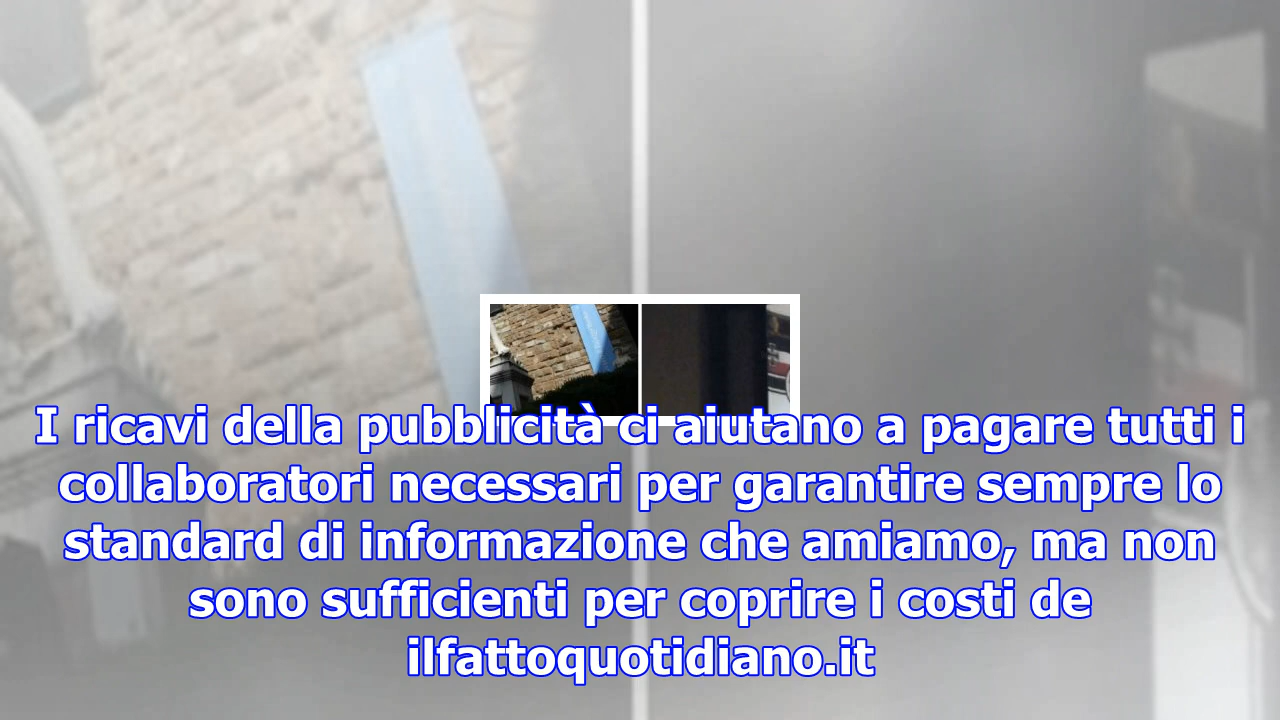 I ricavi della pubblicità ci aiutano a pagare tutti i
collaboratori necessari per garantire sempre lo
standard di informazione che amiamo, ma non
sono sufficienti per coprire i costi de
ilfattoquotidiano.it